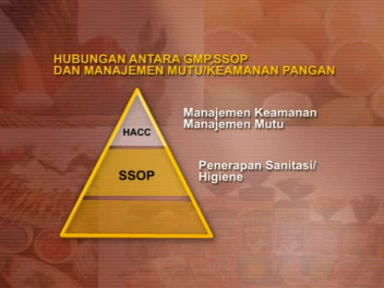 HUBUNGAN ANTARA GMP,SSOP
DAN MANAJEMEN MUTU/KEAMANAN PANGAN
Manajemen Keamanan
Manajemen Mutu
HACC
Penerapan Sanitasi/
Higiene
SSOP